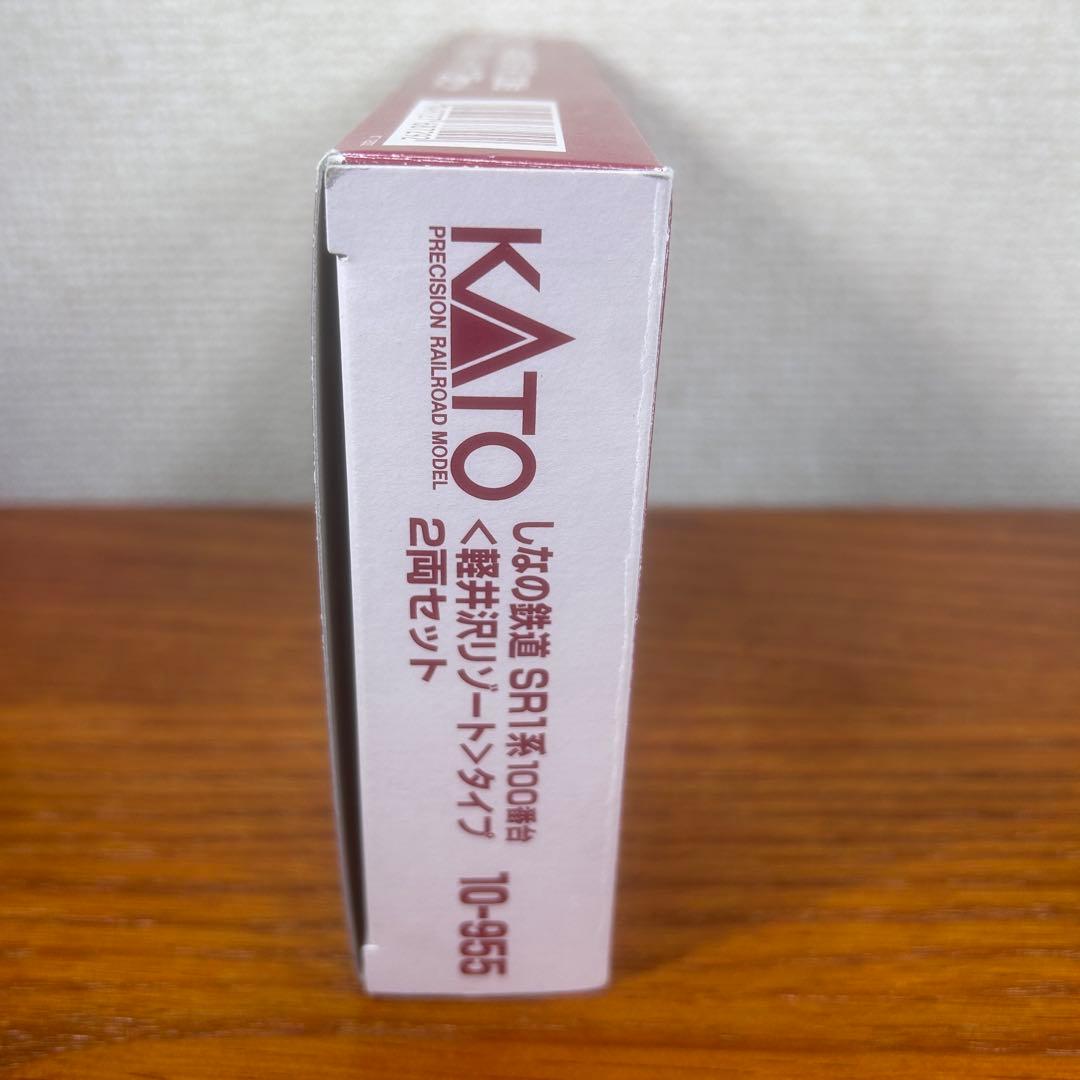 KATO
PRECISION RAILROAD MODEL
しなの鉄道 SR1系100番台
<軽井沢リゾート>タイプ
2両セット
10-955